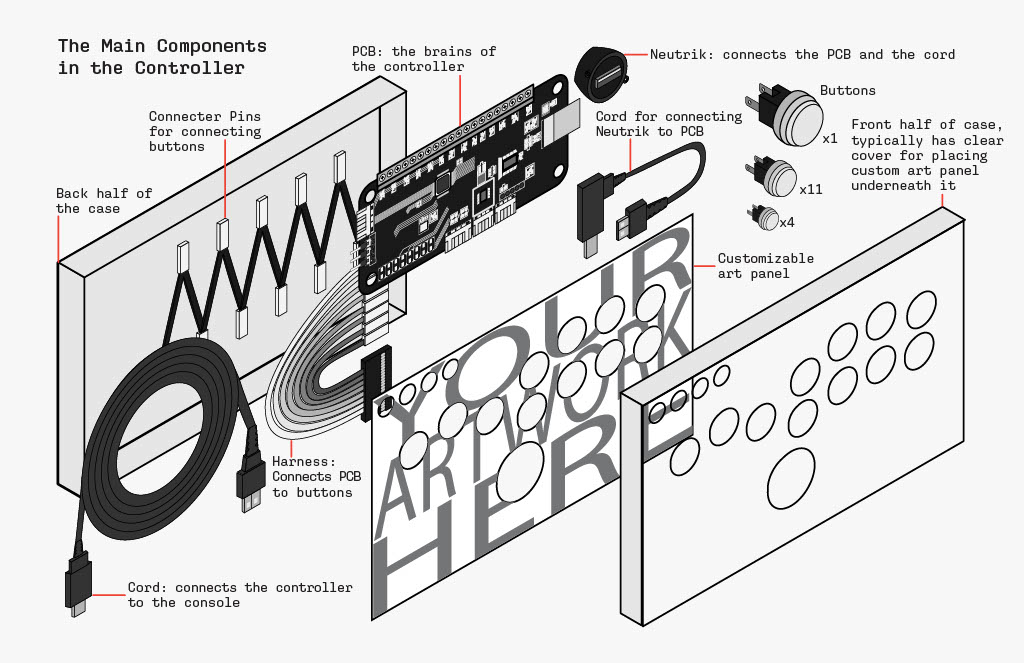 The Main Components
in the Controller
PCB: the brains of
the controller
Neutrik: connects the PCB and the cord
Buttons
Connecter Pins
for connecting
buttons
Cord for connecting
Neutrik to PCB
x1
Front half of case,
typically has clear
cover for placing
custom art panel
underneath it
Back half of
the case
x11
x4
Customizable
art panel
YOUR
ARTWORK
HERE
Harness:
Connects PCB
to buttons
Cord: connects the controller
to the console